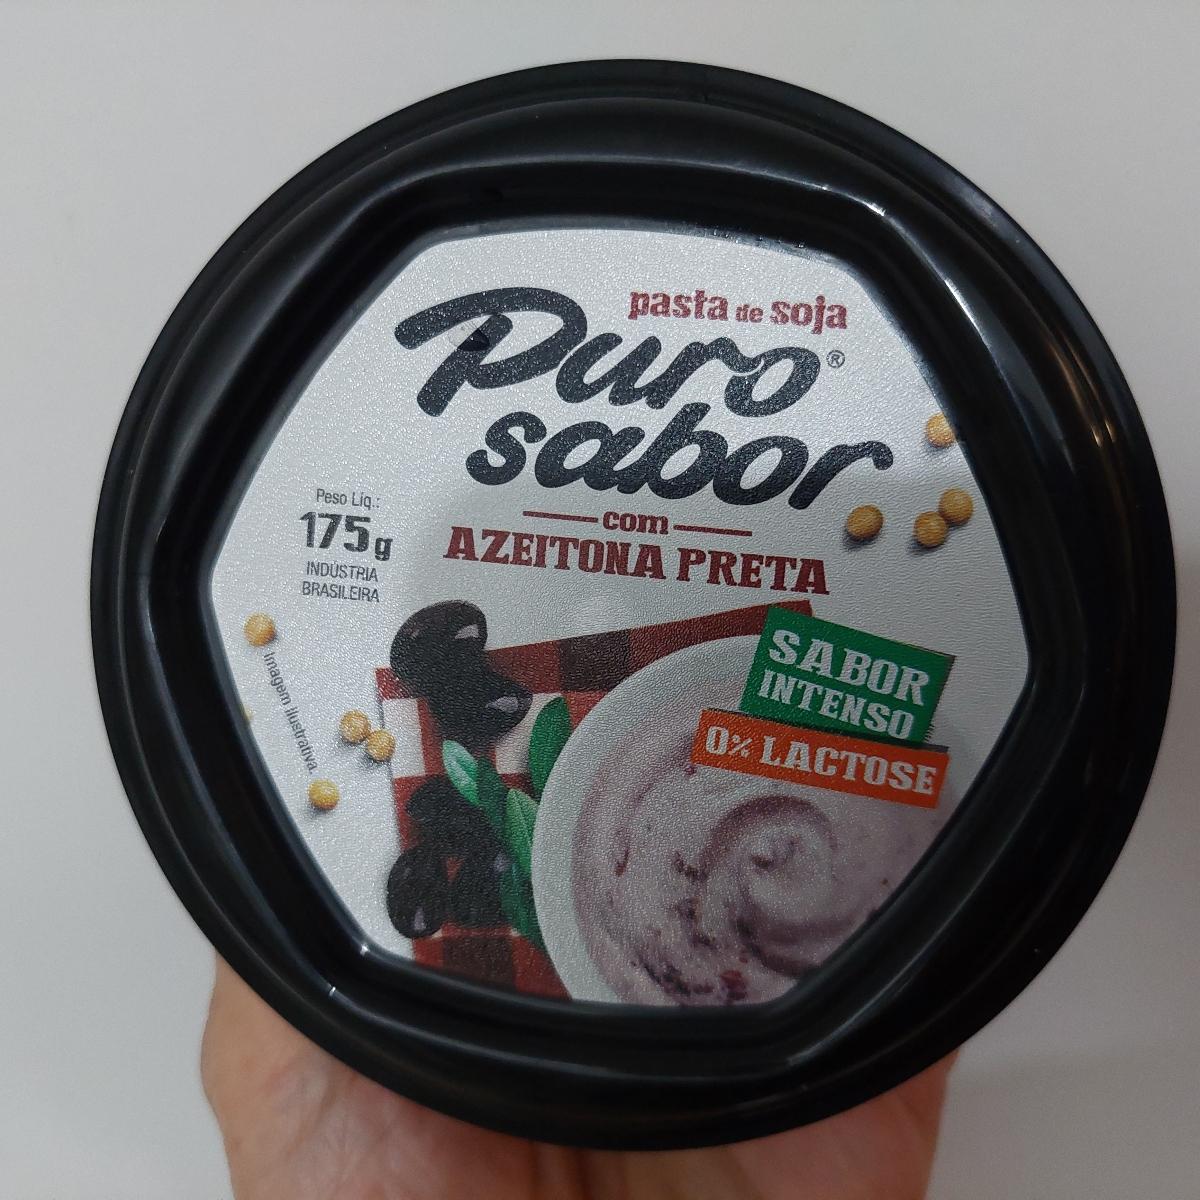 pasta de soja
Puro®
sabor
com
AZEITONA PRETA
Peso Líq.:
175g
INDÚSTRIA
BRASILEIRA
SABOR
INTENSO
0% LACTOSE
Imagem ilustrativa